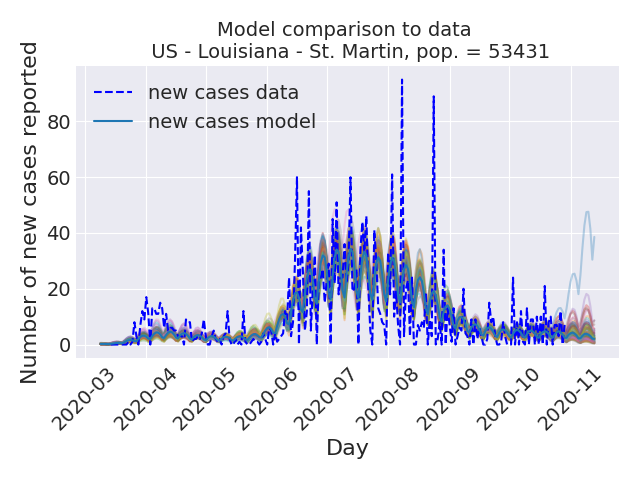 Model comparison to data
US - Louisiana - St. Martin, pop. = 53431
new cases data
new cases model
Number of new cases reported
80
60
40
20
0
2020-03
2020-04
2020-05
2020-06
2020-07
2020-08
2020-09
2020-10
2020-11
Day